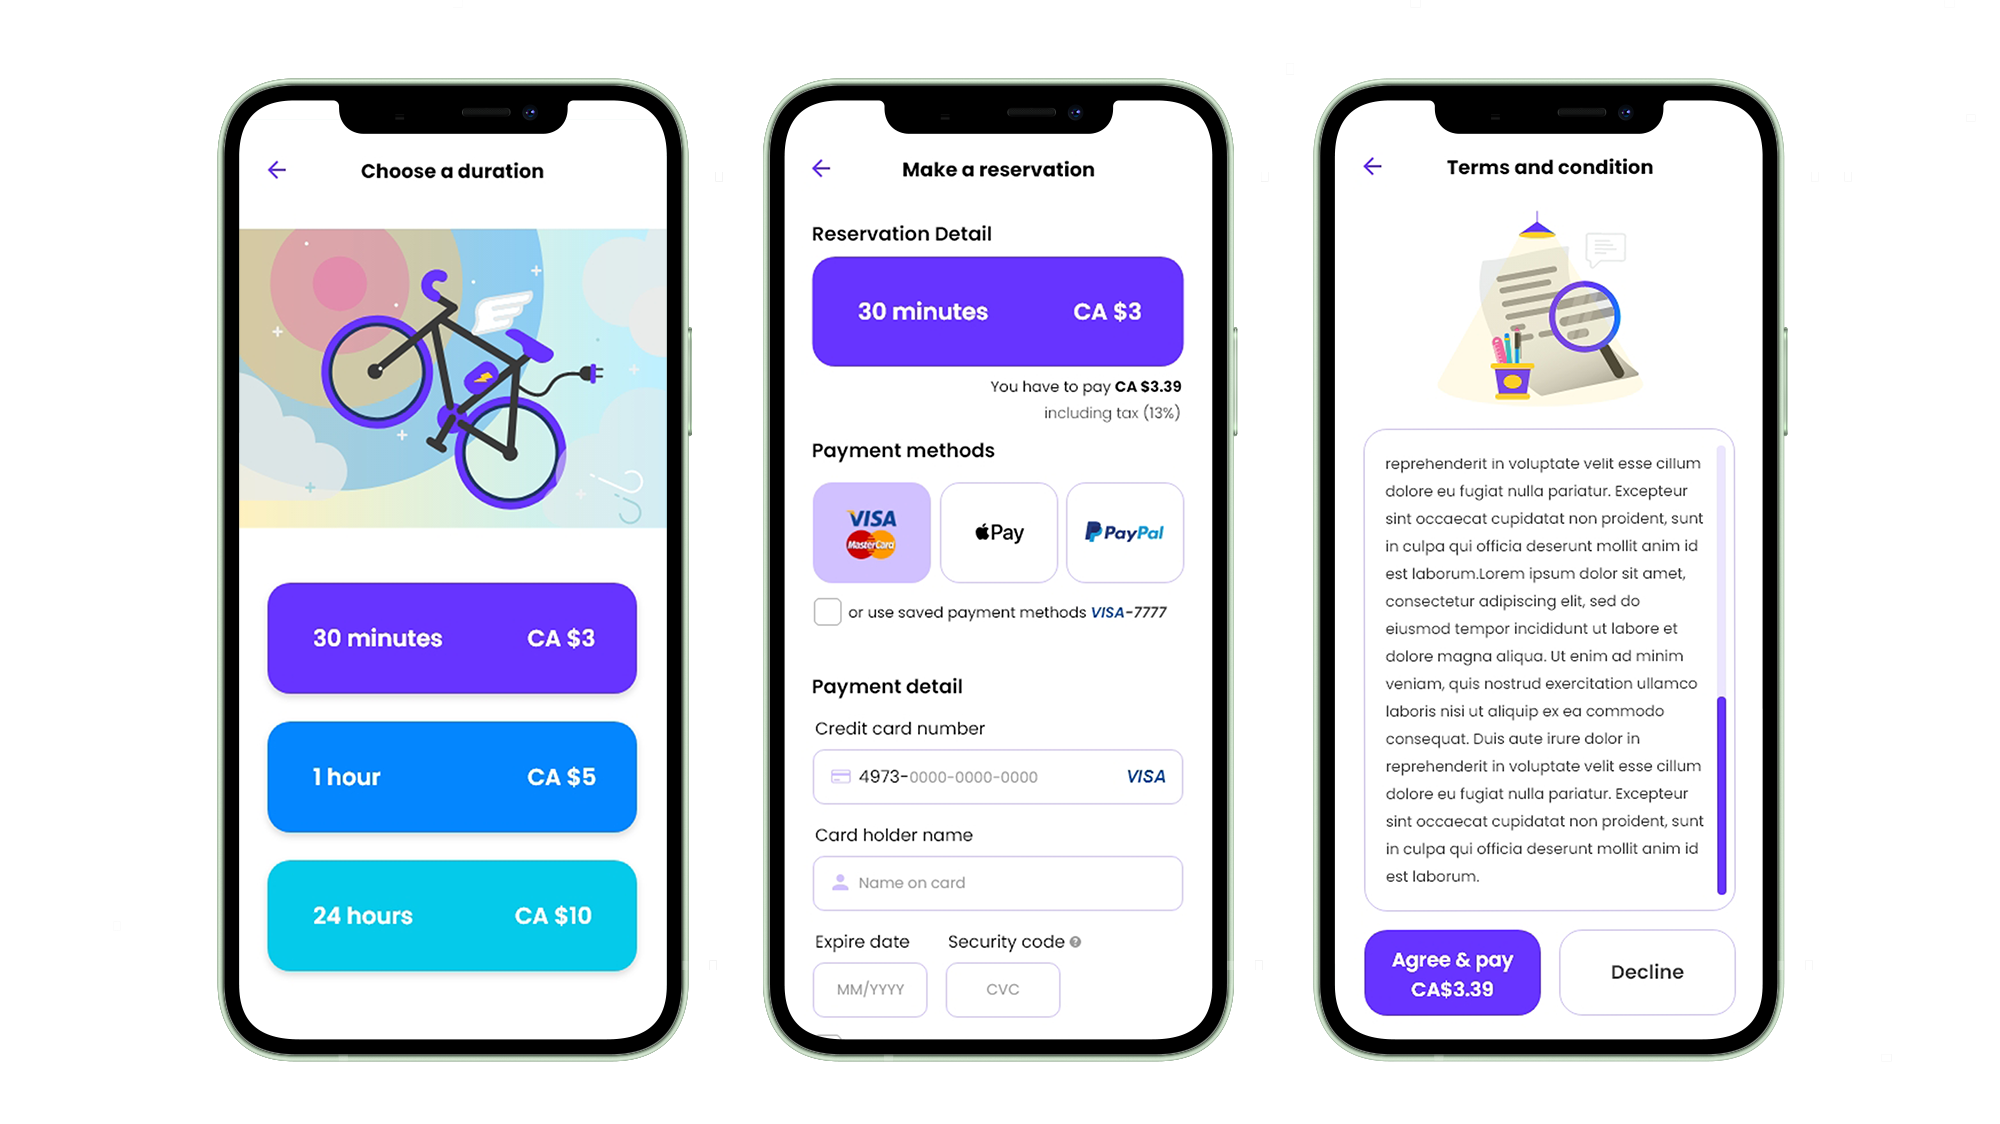 Choose a duration
30 minutes CA $3
1 hour CA $5
24 hours CA $10
Make a reservation
Reservation Detail
30 minutes CA $3
You have to pay CA $3.39
including tax (13%)
Payment methods
VISA
MasterCard
Pay
PayPal
or use saved payment methods VISA-7777
Payment detail
Credit card number
4973-0000-0000-0000 VISA
Card holder name
Name on card
Expire date Security code ?
MM/YYYY CVC
Terms and condition
reprehenderit in voluptate velit esse cillum
dolore eu fugiat nulla pariatur. Excepteur
sint occaecat cupidatat non proident, sunt
in culpa qui officia deserunt mollit anim id
est laborum.Lorem ipsum dolor sit amet,
consectetur adipiscing elit, sed do
eiusmod tempor incididunt ut labore et
dolore magna aliqua. Ut enim ad minim
veniam, quis nostrud exercitation ullamco
laboris nisi ut aliquip ex ea commodo
consequat. Duis aute irure dolor in
reprehenderit in voluptate velit esse cillum
dolore eu fugiat nulla pariatur. Excepteur
sint occaecat cupidatat non proident, sunt
in culpa qui officia deserunt mollit anim id
est laborum.
Agree & pay
CA$3.39
Decline